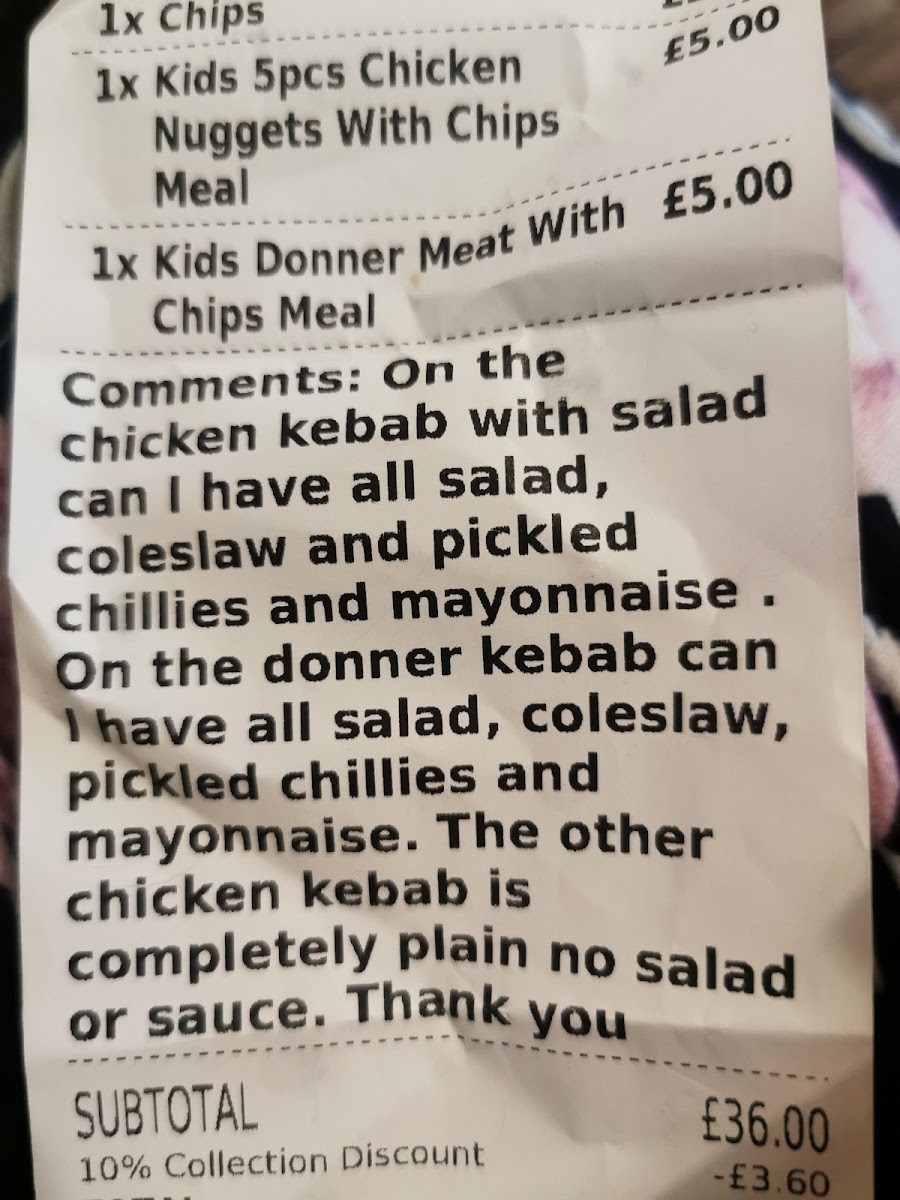 1x Chips
1x Kids 5pcs Chicken £5.00
Nuggets With Chips
Meal
1x Kids Donner Meat With £5.00
Chips Meal
Comments: On the
chicken kebab with salad
can I have all salad,
coleslaw and pickled
chillies and mayonnaise .
On the donner kebab can
I have all salad, coleslaw,
pickled chillies and
mayonnaise. The other
chicken kebab is
completely plain no salad
or sauce. Thank you
SUBTOTAL £36.00
10% Collection Discount -£3.60